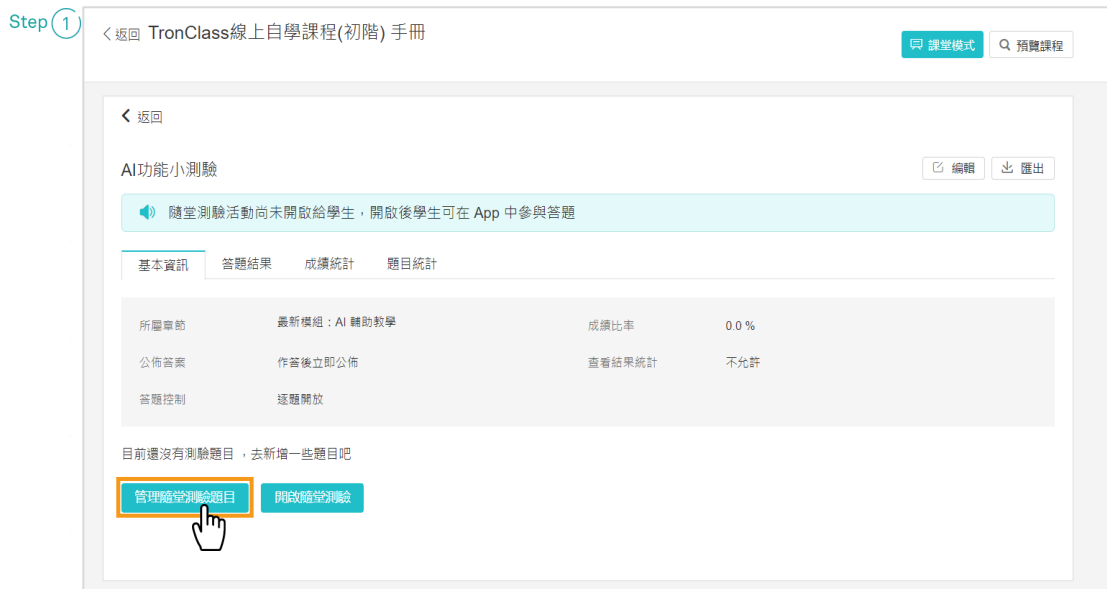 Step 1
返回 TronClass線上自學課程(初階) 手冊
課堂模式 預覽課程
返回
AI功能小測驗
編輯 匯出
隨堂測驗活動尚未開啟給學生，開啟後學生可在 App 中參與答題
基本資訊 答題結果 成績統計 題目統計
所屬章節 最新模組：AI 輔助教學 成績比率 0.0 %
公佈答案 作答後立即公佈 查看結果統計 不允許
答題控制 逐題開放
目前還沒有測驗題目 ，去新增一些題目吧
管理隨堂測驗題目 開啟隨堂測驗